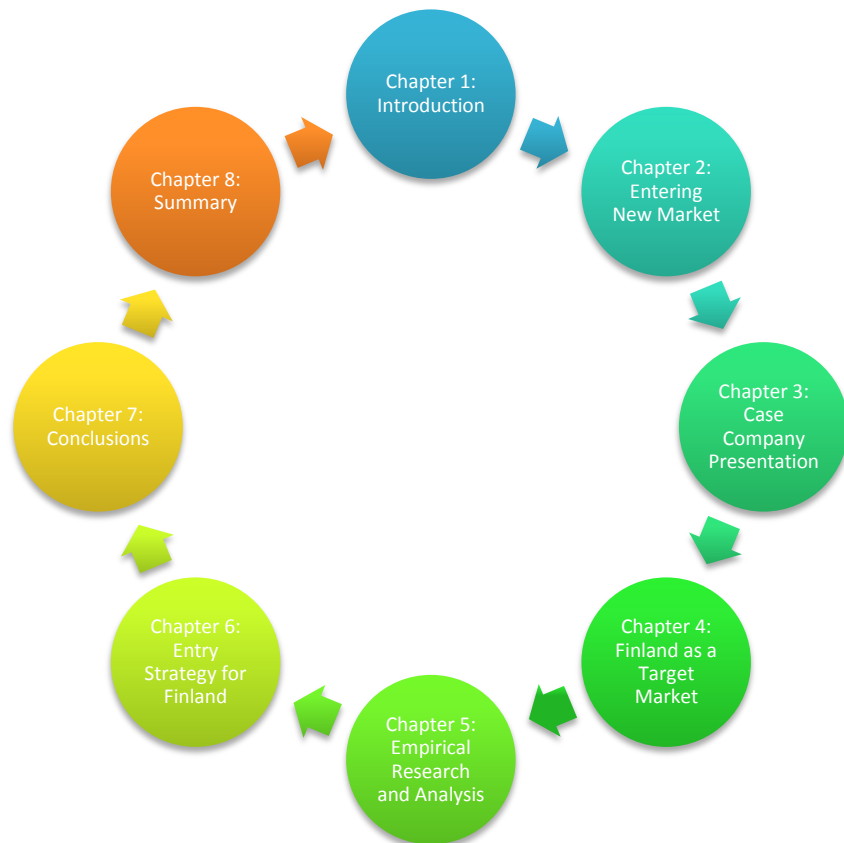 Chapter 1:
Introduction
Chapter 2:
Entering
New Market
Chapter 3:
Case
Company
Presentation
Chapter 4:
Finland as a
Target
Market
Chapter 5:
Empirical
Research
and Analysis
Chapter 6:
Entry
Strategy for
Finland
Chapter 7:
Conclusions
Chapter 8:
Summary